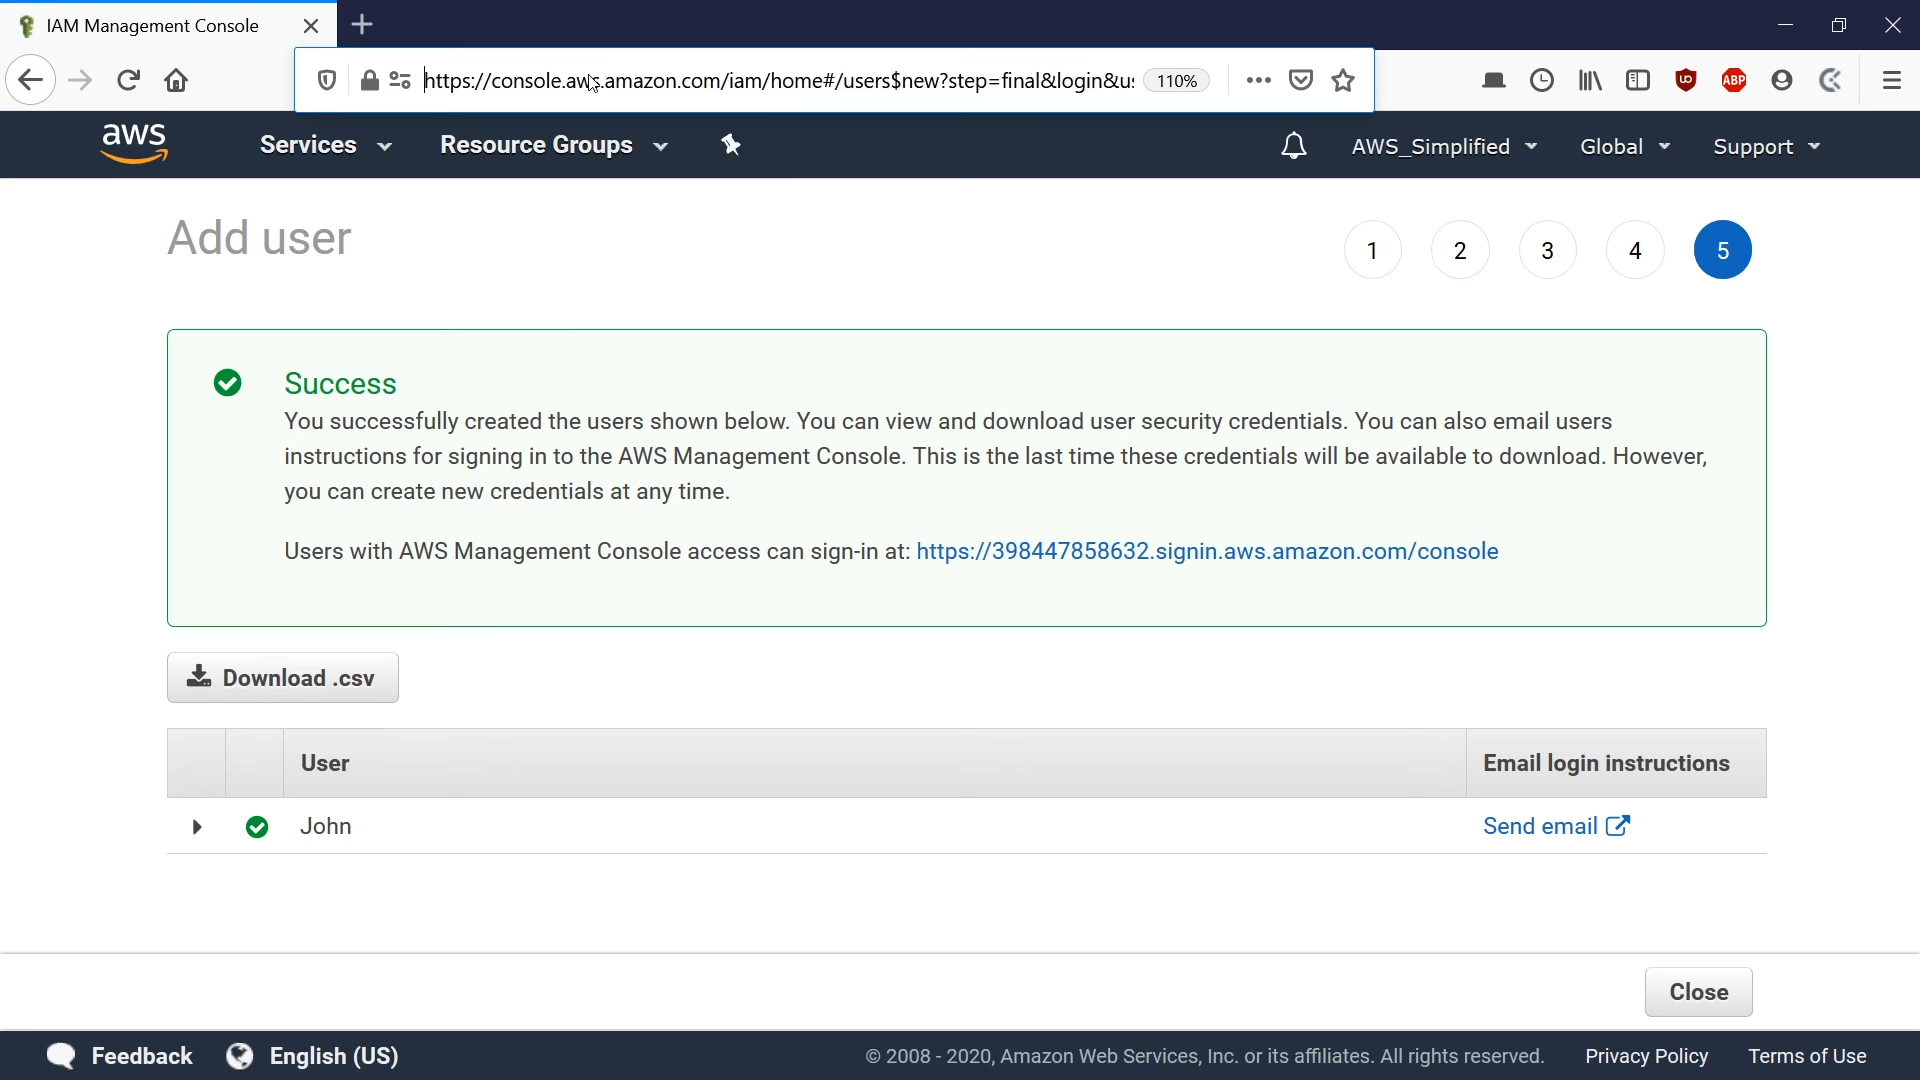 IAM Management Console
https://console.aws.amazon.com/iam/home#/users$new?step=final&login&u
110%
ABP
aws
Services
Resource Groups
AWS_Simplified
Global
Support
Add user
1
2
3
4
5
Success
You successfully created the users shown below. You can view and download user security credentials. You can also email users
instructions for signing in to the AWS Management Console. This is the last time these credentials will be available to download. However,
you can create new credentials at any time.
Users with AWS Management Console access can sign-in at: https://398447858632.signin.aws.amazon.com/console
Download .csv
User
Email login instructions
John
Send email
Close
Feedback
English (US)
© 2008 - 2020, Amazon Web Services, Inc. or its affiliates. All rights reserved.
Privacy Policy
Terms of Use